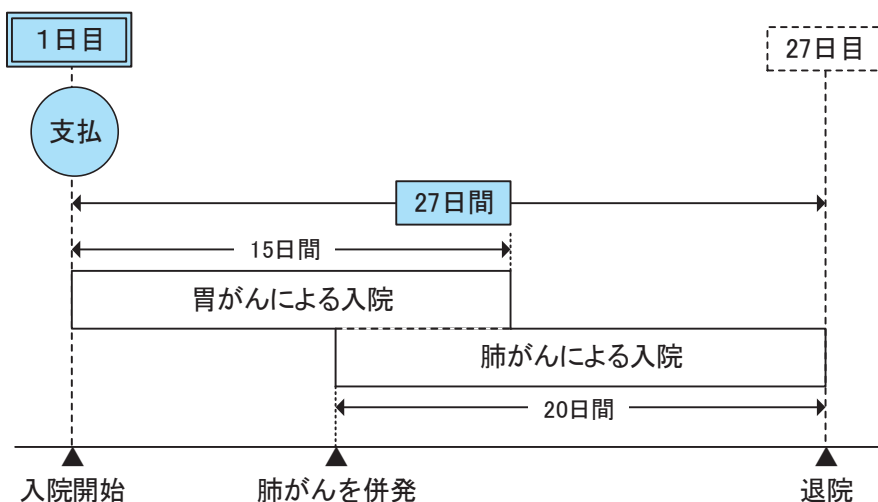 1日目
27日目
支払
27日間
15日間
胃がんによる入院
肺がんによる入院
20日間
入院開始
肺がんを併発
退院